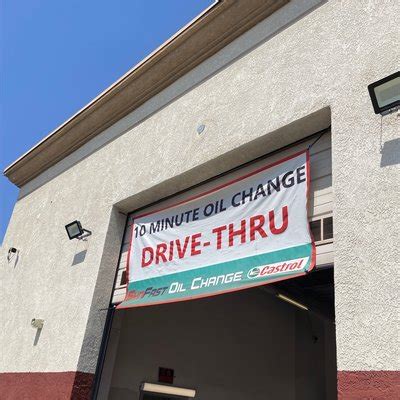 10 MINUTE OIL CHANGE
DRIVE-THRU
FAST OIL CHANGE Castrol